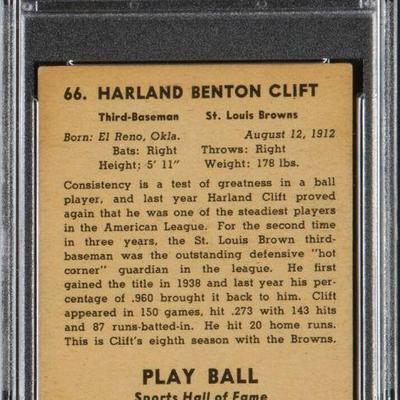 66. HARLAND BENTON CLIFT
Third-Baseman St. Louis Browns
Born: El Reno, Okla. August 12, 1912
Bats: Right Throws: Right
Height: 5' 11" Weight: 178 lbs.
Consistency is a test of greatness in a ball
player, and last year Harland Clift proved
again that he was one of the steadiest players
in the American League. For the second time
in three years, the St. Louis Brown third-
baseman was the outstanding defensive "hot
corner" guardian in the league. He first
gained the title in 1938 and last year his per-
centage of .960 brought it back to him. Clift
appeared in 150 games, hit .273 with 143 hits
and 87 runs-batted-in. He hit 20 home runs.
This is Clift's eighth season with the Browns.
PLAY BALL
Sports Hall of Fame